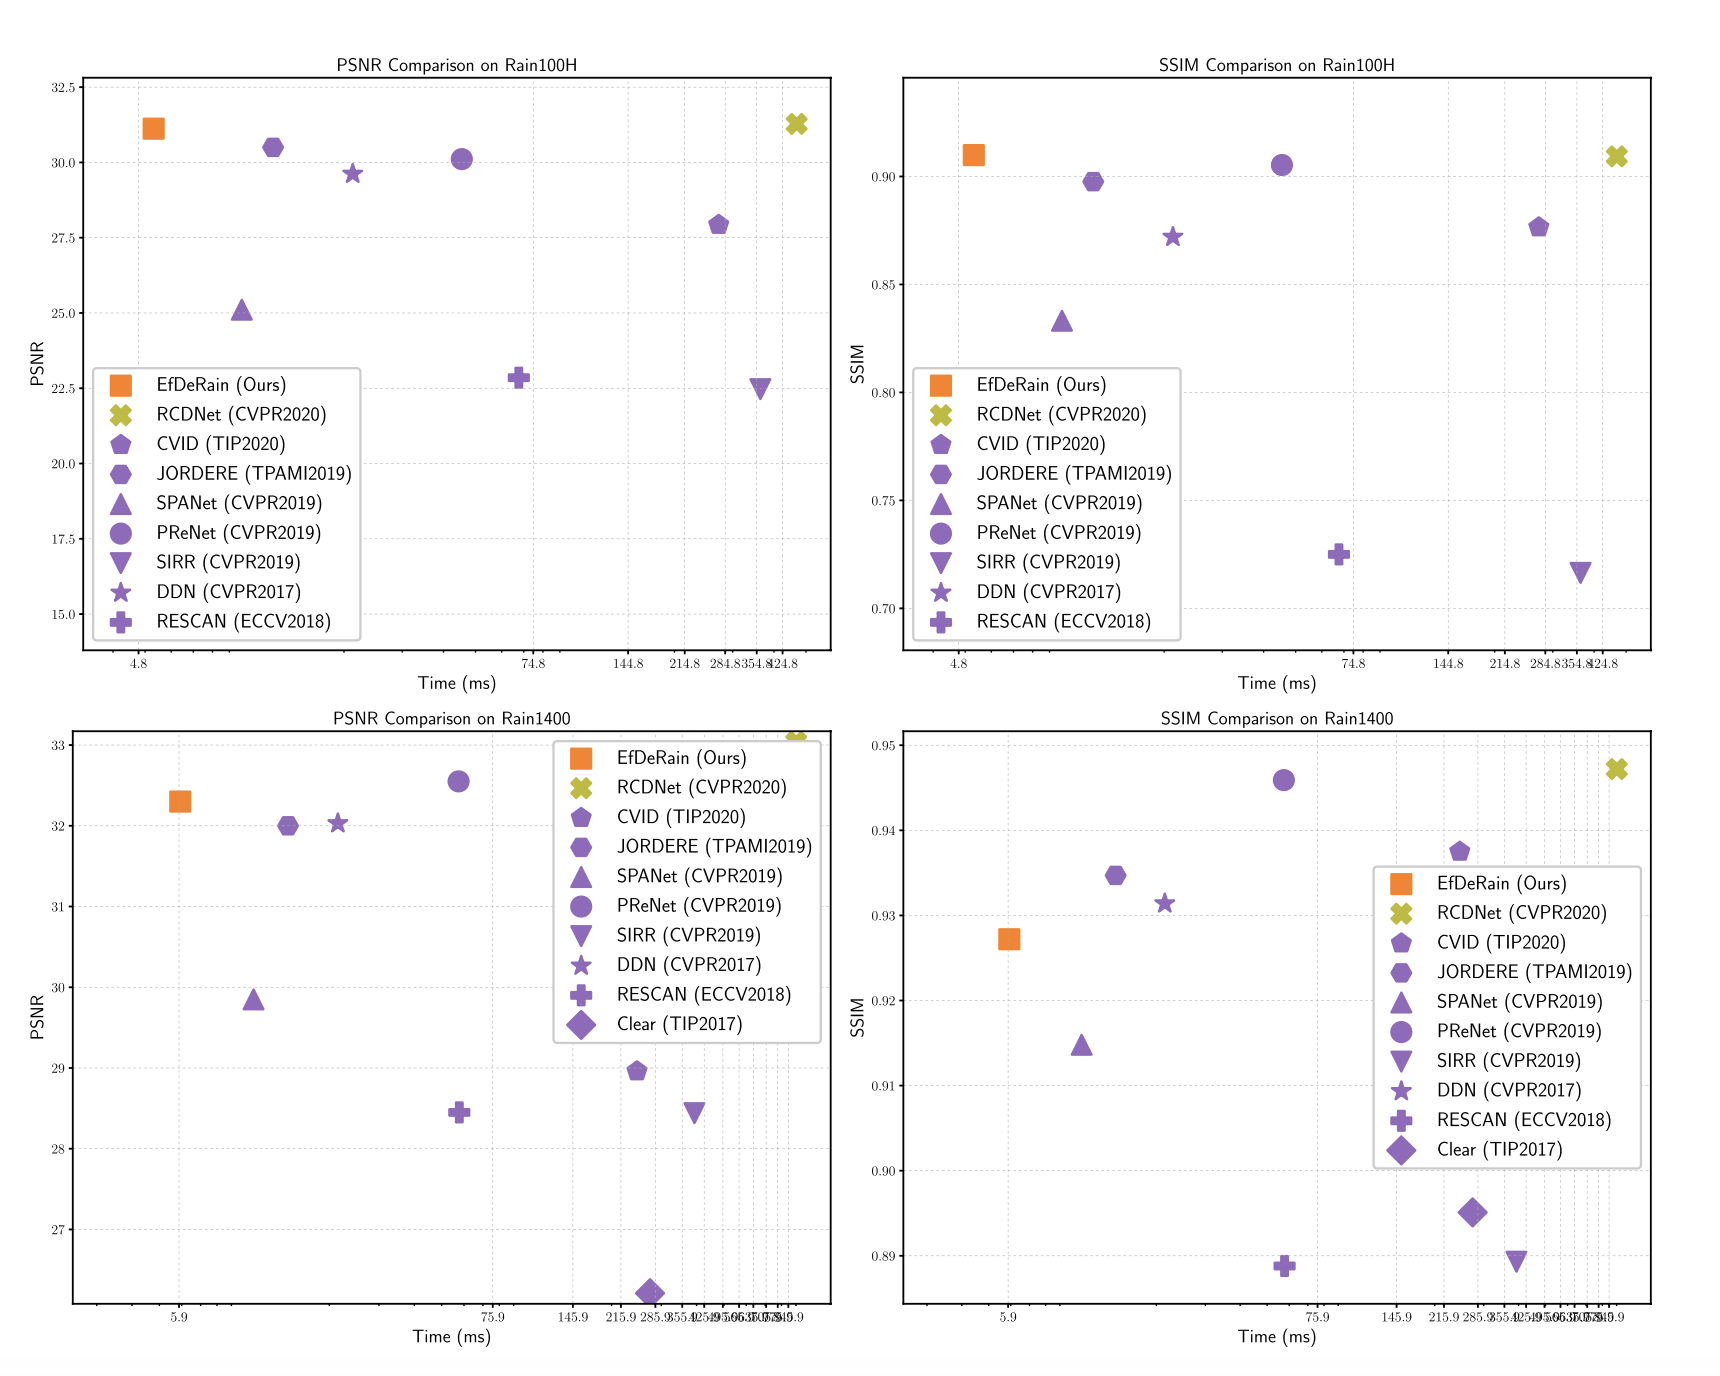 PSNR Comparison on Rain100H
PSNR
32.5
30.0
27.5
25.0
22.5
20.0
17.5
15.0
EfDeRain (Ours)
RCDNet (CVPR2020)
CVID (TIP2020)
JORDERE (TPAMI2019)
SPANet (CVPR2019)
PReNet (CVPR2019)
SIRR (CVPR2019)
DDN (CVPR2017)
RESCAN (ECCV2018)
4.8 74.8 144.8 214.8 284.8 354.8 424.8
Time (ms)
SSIM Comparison on Rain100H
SSIM
0.90
0.85
0.80
0.75
0.70
EfDeRain (Ours)
RCDNet (CVPR2020)
CVID (TIP2020)
JORDERE (TPAMI2019)
SPANet (CVPR2019)
PReNet (CVPR2019)
SIRR (CVPR2019)
DDN (CVPR2017)
RESCAN (ECCV2018)
4.8 74.8 144.8 214.8 284.8 354.8 424.8
Time (ms)
PSNR Comparison on Rain1400
PSNR
33
32
31
30
29
28
27
EfDeRain (Ours)
RCDNet (CVPR2020)
CVID (TIP2020)
JORDERE (TPAMI2019)
SPANet (CVPR2019)
PReNet (CVPR2019)
SIRR (CVPR2019)
DDN (CVPR2017)
RESCAN (ECCV2018)
Clear (TIP2017)
5.9 75.9 145.9 215.9 285.9
Time (ms)
SSIM Comparison on Rain1400
SSIM
0.95
0.94
0.93
0.92
0.91
0.90
0.89
EfDeRain (Ours)
RCDNet (CVPR2020)
CVID (TIP2020)
JORDERE (TPAMI2019)
SPANet (CVPR2019)
PReNet (CVPR2019)
SIRR (CVPR2019)
DDN (CVPR2017)
RESCAN (ECCV2018)
Clear (TIP2017)
5.9 75.9 145.9 215.9 285.9
Time (ms)